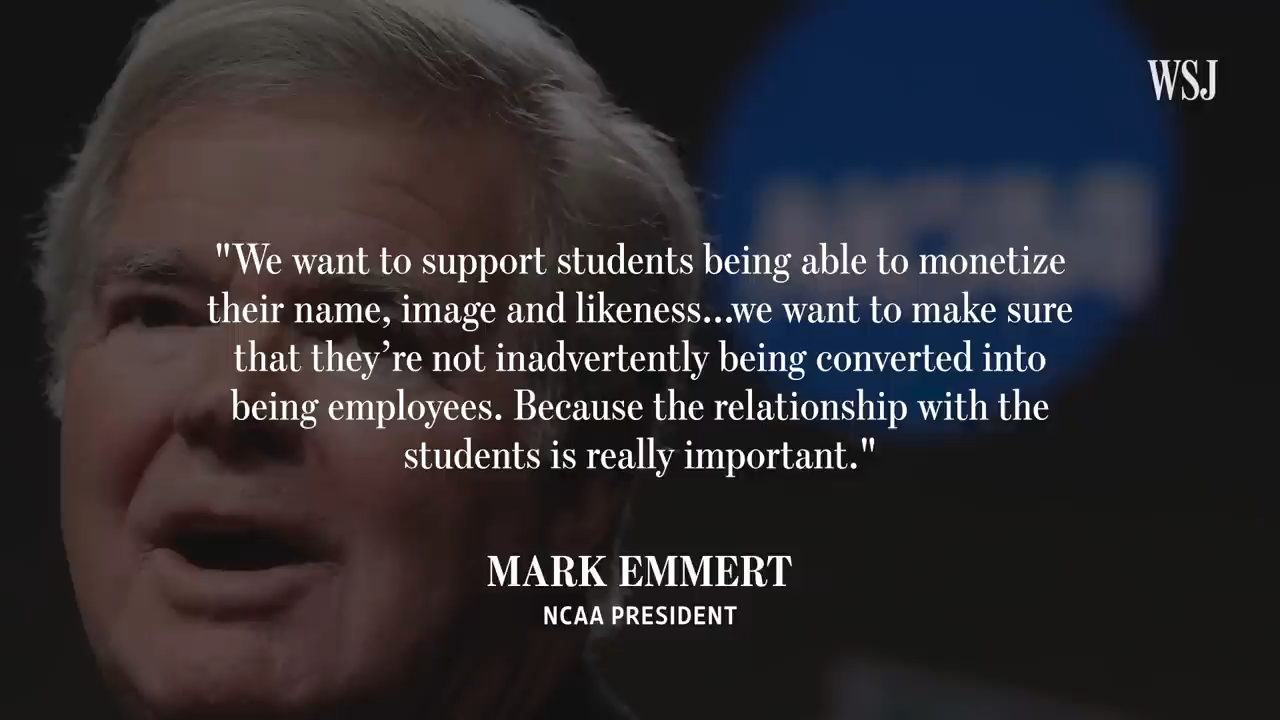 WSJ
"We want to support students being able to monetize
their name, image and likeness...we want to make sure
that they’re not inadvertently being converted into
being employees. Because the relationship with the
students is really important."
MARK EMMERT
NCAA PRESIDENT